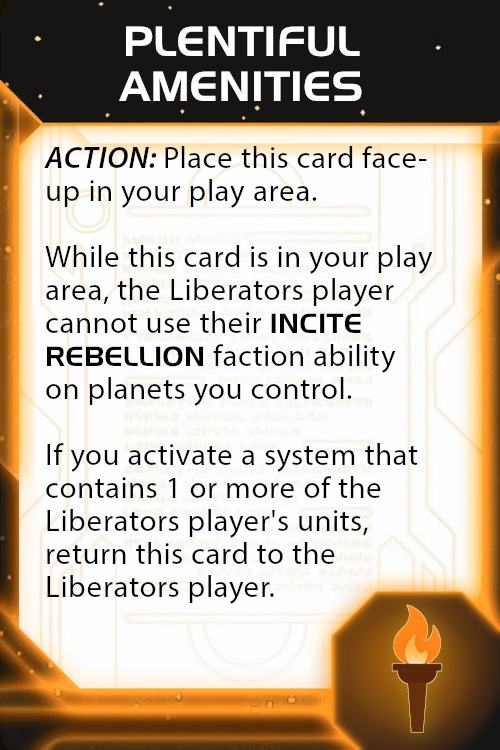 PLENTIFUL
AMENITIES
ACTION: Place this card face-
up in your play area.
While this card is in your play
area, the Liberators player
cannot use their INCITE
REBELLION faction ability
on planets you control.
If you activate a system that
contains 1 or more of the
Liberators player's units,
return this card to the
Liberators player.